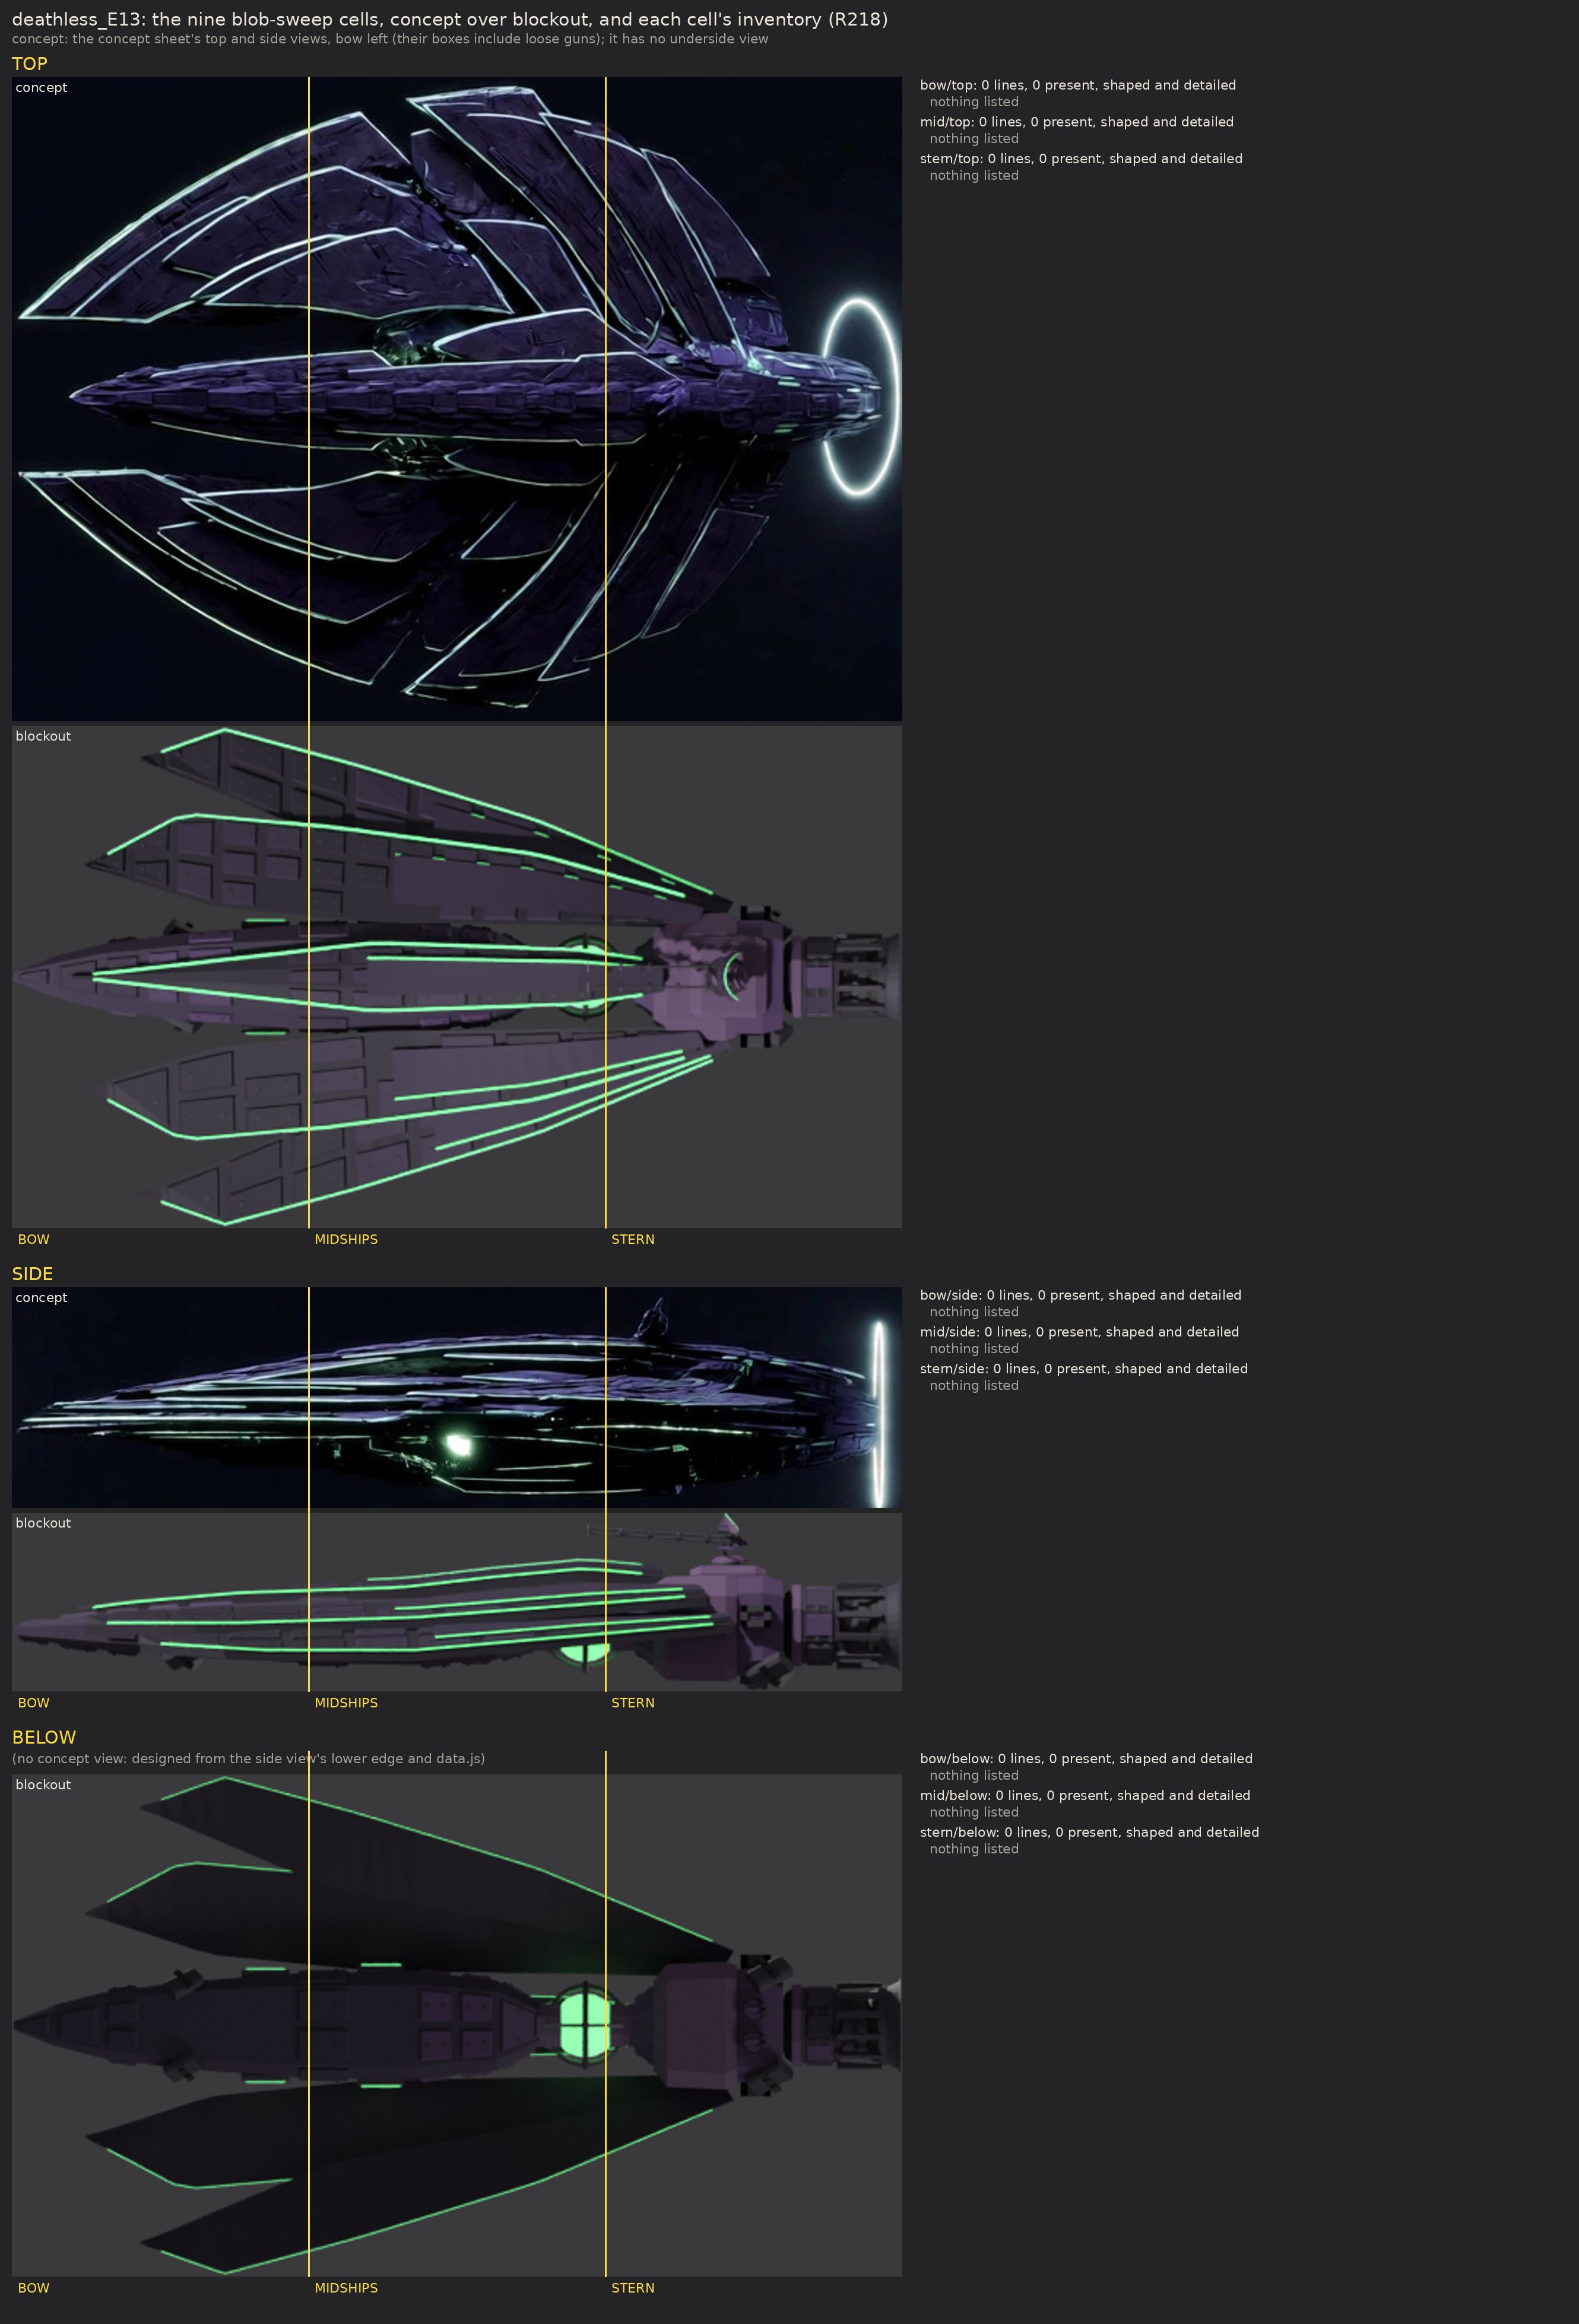 deathless_E13: the nine blob-sweep cells, concept over blockout, and each cell's inventory (R218)
concept: the concept sheet's top and side views, bow left (their boxes include loose guns); it has no underside view
TOP
concept
bow/top: 0 lines, 0 present, shaped and detailed
nothing listed
mid/top: 0 lines, 0 present, shaped and detailed
nothing listed
stern/top: 0 lines, 0 present, shaped and detailed
nothing listed
blockout
BOW
MIDSHIPS
STERN
SIDE
concept
bow/side: 0 lines, 0 present, shaped and detailed
nothing listed
mid/side: 0 lines, 0 present, shaped and detailed
nothing listed
stern/side: 0 lines, 0 present, shaped and detailed
nothing listed
blockout
BOW
MIDSHIPS
STERN
BELOW
(no concept view: designed from the side view's lower edge and data.js)
bow/below: 0 lines, 0 present, shaped and detailed
nothing listed
mid/below: 0 lines, 0 present, shaped and detailed
nothing listed
stern/below: 0 lines, 0 present, shaped and detailed
nothing listed
blockout
BOW
MIDSHIPS
STERN